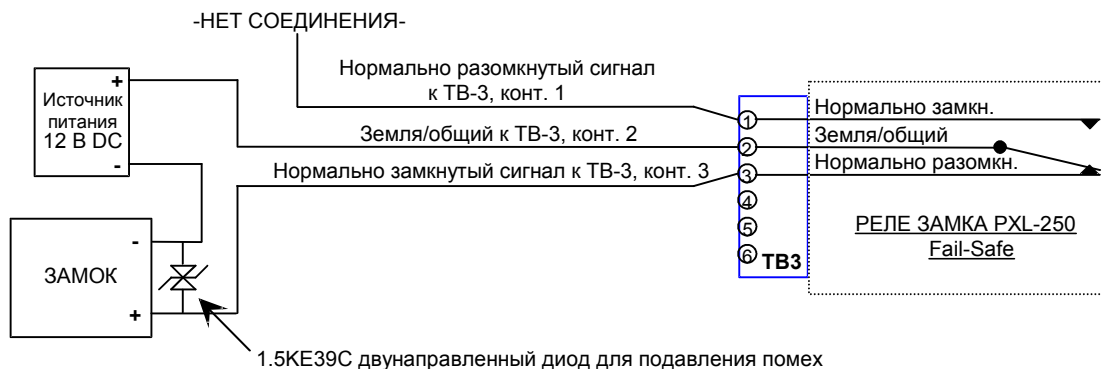 -НЕТ СОЕДИНЕНИЯ-
Нормально разомкнутый сигнал
к ТВ-3, конт. 1
+
Источник
питания
12 В DC
-
Земля/общий к ТВ-3, конт. 2
Нормально замкнутый сигнал к ТВ-3, конт. 3
1
2
3
4
5
6
ТВ3
Нормально замкн.
Земля/общий
Нормально разомкн.
РЕЛЕ ЗАМКА PXL-250
Fail-Safe
-
ЗАМОК
+
1.5KE39C двунаправленный диод для подавления помех